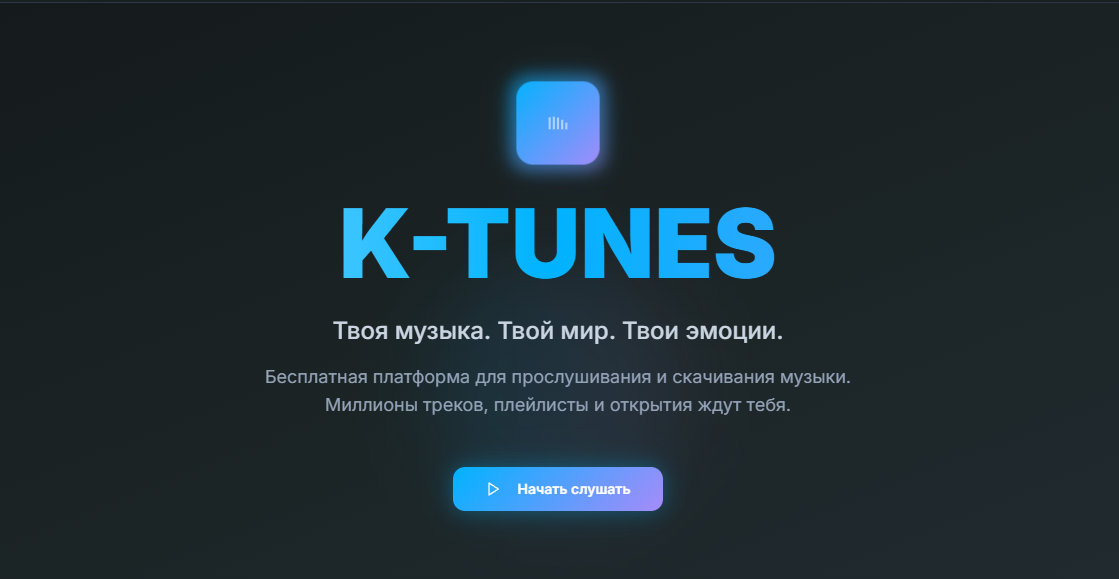 K-TUNES
Твоя музыка. Твой мир. Твои эмоции.
Бесплатная платформа для прослушивания и скачивания музыки.
Миллионы треков, плейлисты и открытия ждут тебя.
Начать слушать